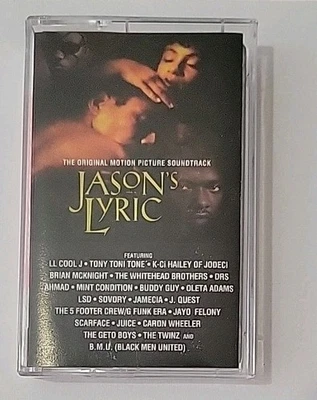 THE ORIGINAL MOTION PICTURE SOUNDTRACK
JASON'S
LYRIC
FEATURING
LL COOL J • TONY TONI TONE • K-Ci HAILEY OF JODECI
BRIAN MCKNIGHT • THE WHITEHEAD BROTHERS • DRS
AHMAD • MINT CONDITION • BUDDY GUY • OLETA ADAMS
LSD • SOVORY • JAMECIA • J. QUEST
THE 5 FOOTER CREW/G FUNK ERA • JAYO FELONY
SCARFACE • JUICE • CARON WHEELER
THE GETO BOYS • THE TWINZ AND
B.M.U. (BLACK MEN UNITED)